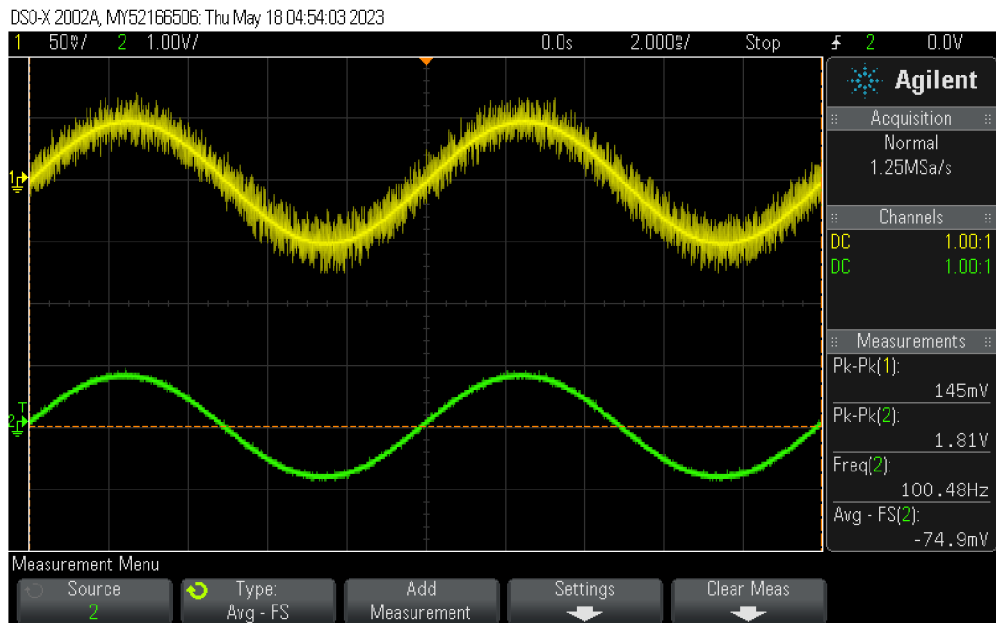 DSO-X 2002A, MY52166506: Thu May 18 04:54:03 2023
1 50mV/ 2 1.00V/ 0.0s 2.000ms/ Stop 2 0.0V
Agilent
Acquisition
Normal
1.25MSa/s
Channels
DC 1.00:1
DC 1.00:1
Measurements
Pk-Pk(1):
145mV
Pk-Pk(2):
1.81V
Freq(2):
100.48Hz
Avg - FS(2):
-74.9mV
1
T
2
Measurement Menu
Source
2
Type:
Avg - FS
Add
Measurement
Settings
Clear Meas